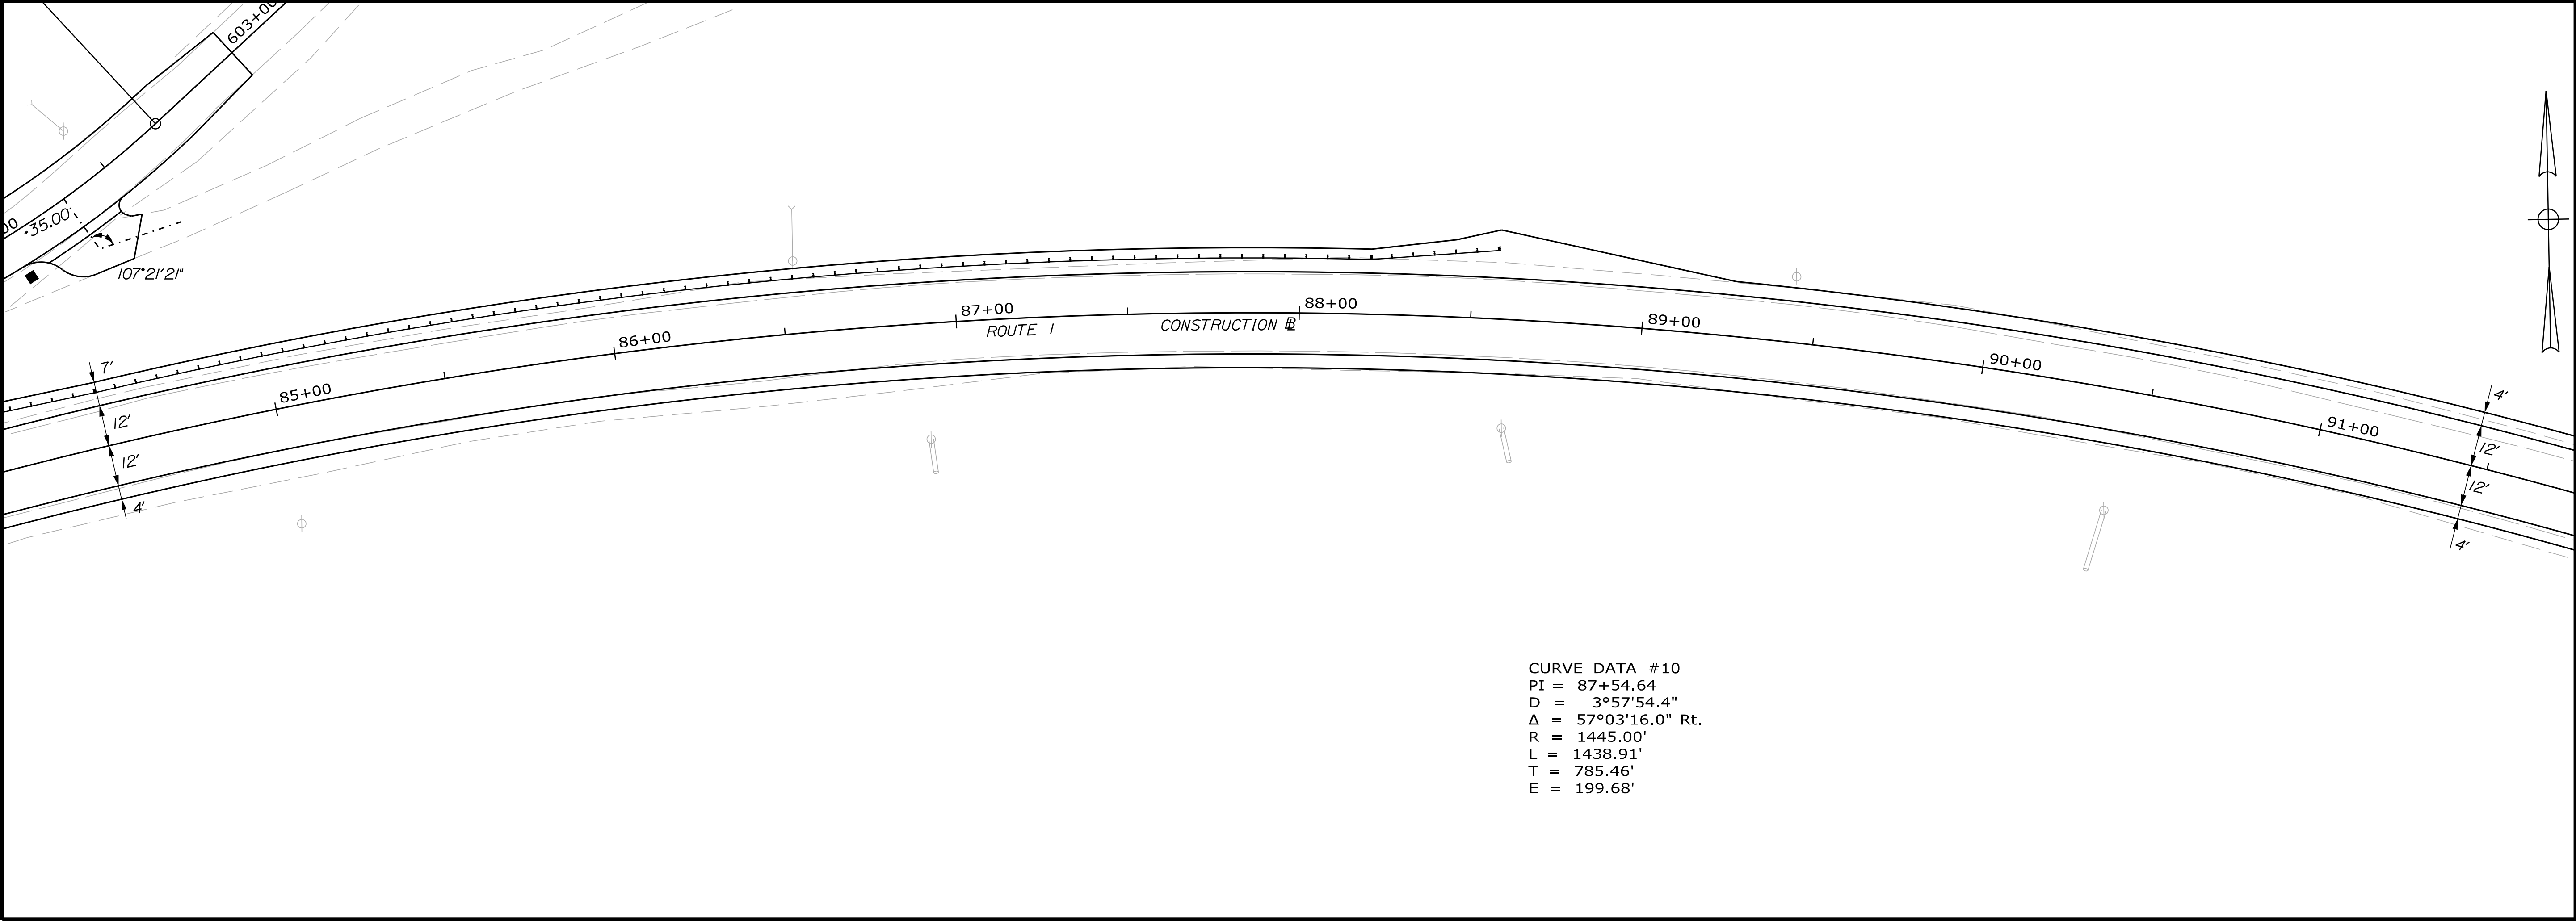 603+00
00
+35.00
107°21'21"
7'
12'
12'
4'
85+00
86+00
87+00
88+00
89+00
90+00
91+00
ROUTE 1 CONSTRUCTION
4'
12'
12'
4'
CURVE DATA #10
PI = 87+54.64
D = 3°57'54.4"
Δ = 57°03'16.0" Rt.
R = 1445.00'
L = 1438.91'
T = 785.46'
E = 199.68'